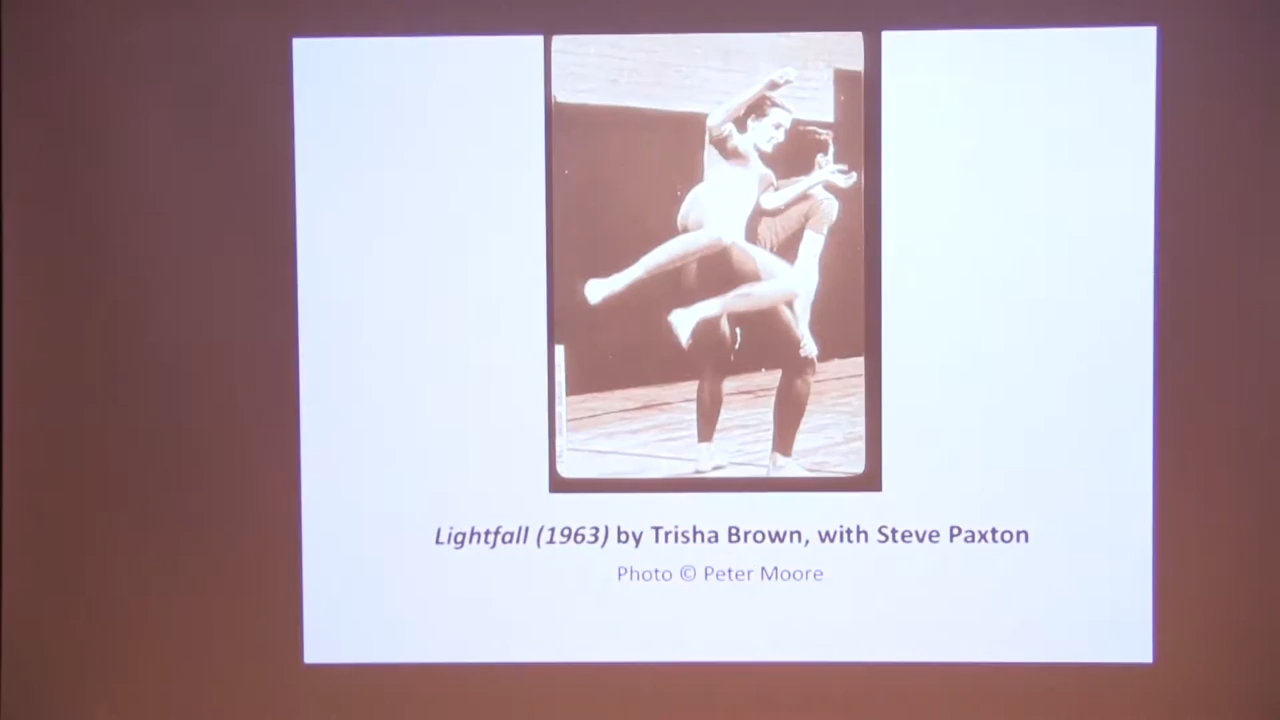 Lightfall (1963) by Trisha Brown, with Steve Paxton
Photo © Peter Moore